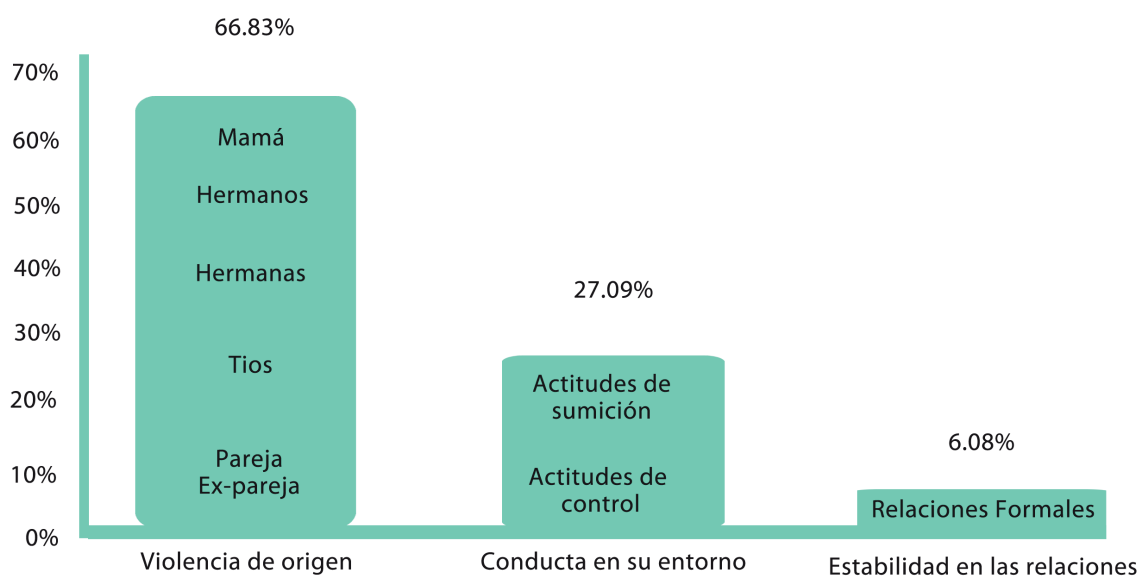 66.83%
70%
60%
50%
40%
30%
20%
10%
0%
Mamá
Hermanos
Hermanas
Tios
Pareja
Ex-pareja
27.09%
Actitudes de
sumición
Actitudes de
control
6.08%
Relaciones Formales
Violencia de origen
Conducta en su entorno
Estabilidad en las relaciones